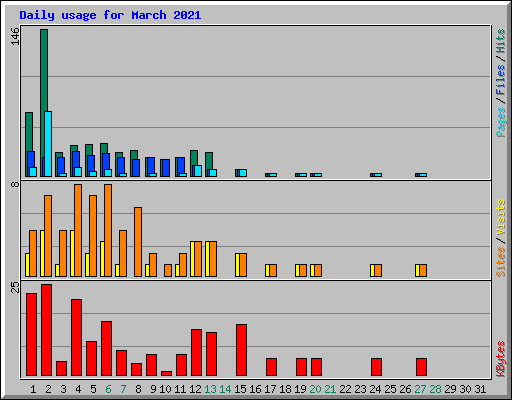 Daily usage for March 2021
146
Pages / Files / Hits
8
Sites / Visits
25
KBytes
1 2 3 4 5 6 7 8 9 10 11 12 13 14 15 16 17 18 19 20 21 22 23 24 25 26 27 28 29 30 31